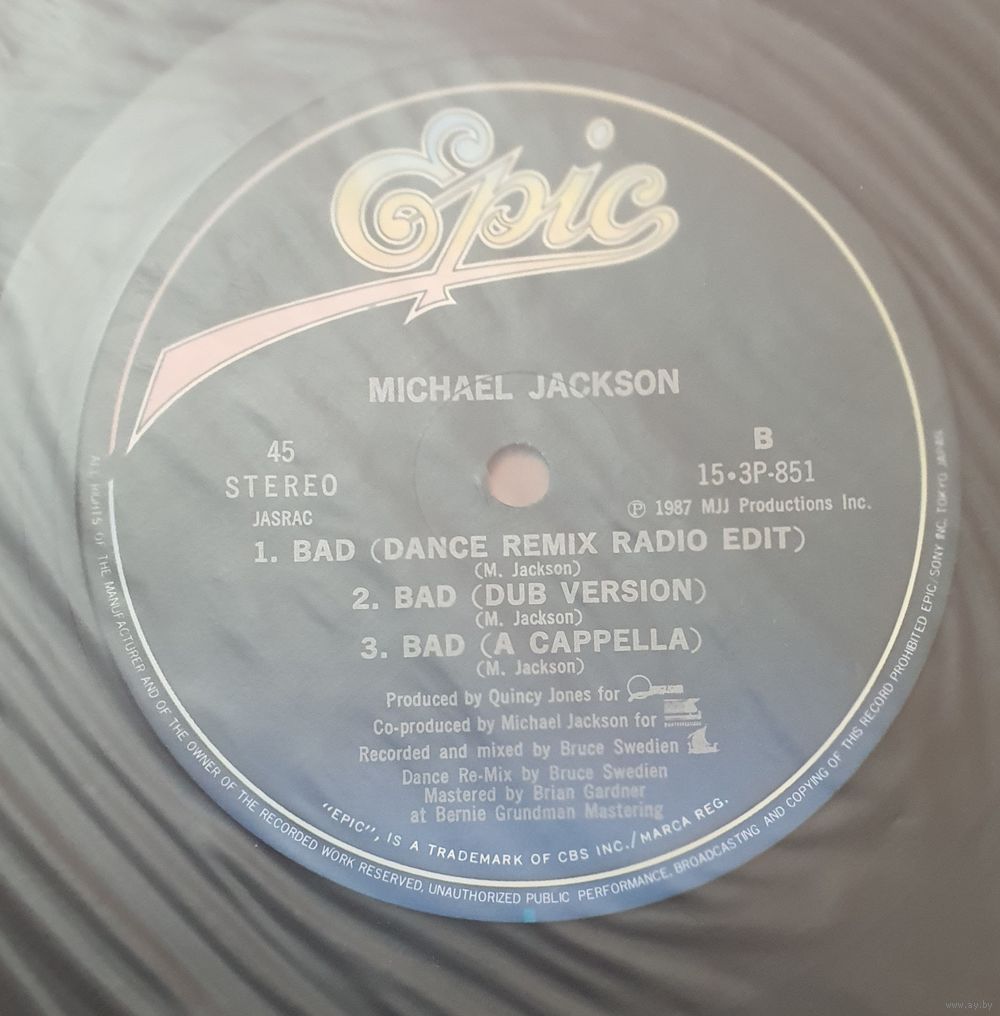 Epic
MICHAEL JACKSON
45
STEREO
JASRAC
B
15•3P-851
Ⓟ 1987 MJJ Productions Inc.
1. BAD (DANCE REMIX RADIO EDIT)
(M. Jackson)
2. BAD (DUB VERSION)
(M. Jackson)
3. BAD (A CAPPELLA)
(M. Jackson)
Produced by Quincy Jones for
Co-produced by Michael Jackson for
Recorded and mixed by Bruce Swedien
Dance Re-Mix by Bruce Swedien
Mastered by Brian Gardner
at Bernie Grundman Mastering
"EPIC", IS A TRADEMARK OF CBS INC./MARCA REG.
ALL RIGHTS OF THE MANUFACTURER AND OF THE OWNER OF THE RECORDED WORK RESERVED, UNAUTHORIZED PUBLIC PERFORMANCE, BROADCASTING AND COPYING OF THIS RECORD PROHIBITED EPIC/SONY INC. TOKYO JAPAN
www.ay.by